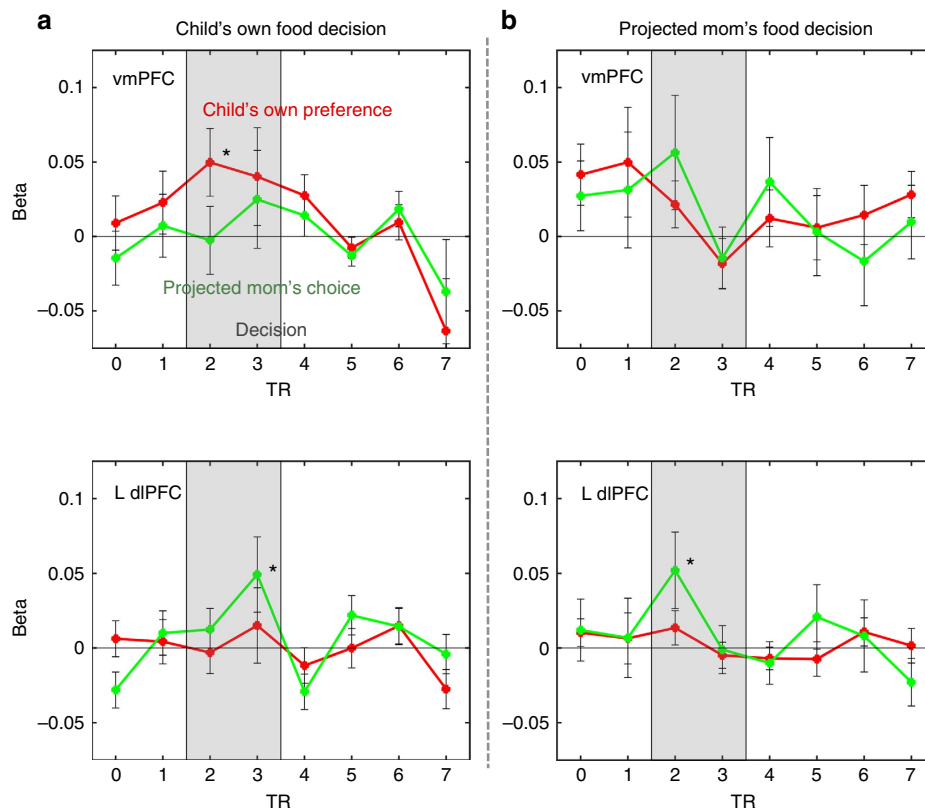 a
Child's own food decision
vmPFC
Child's own preference
Projected mom's choice
Decision
Beta
0.1
0.05
0
−0.05
0 1 2 3 4 5 6 7
TR
*
b
Projected mom's food decision
vmPFC
0.1
0.05
0
−0.05
0 1 2 3 4 5 6 7
TR
L dlPFC
Beta
0.1
0.05
0
−0.05
0 1 2 3 4 5 6 7
TR
*
L dlPFC
0.1
0.05
0
−0.05
0 1 2 3 4 5 6 7
TR
*